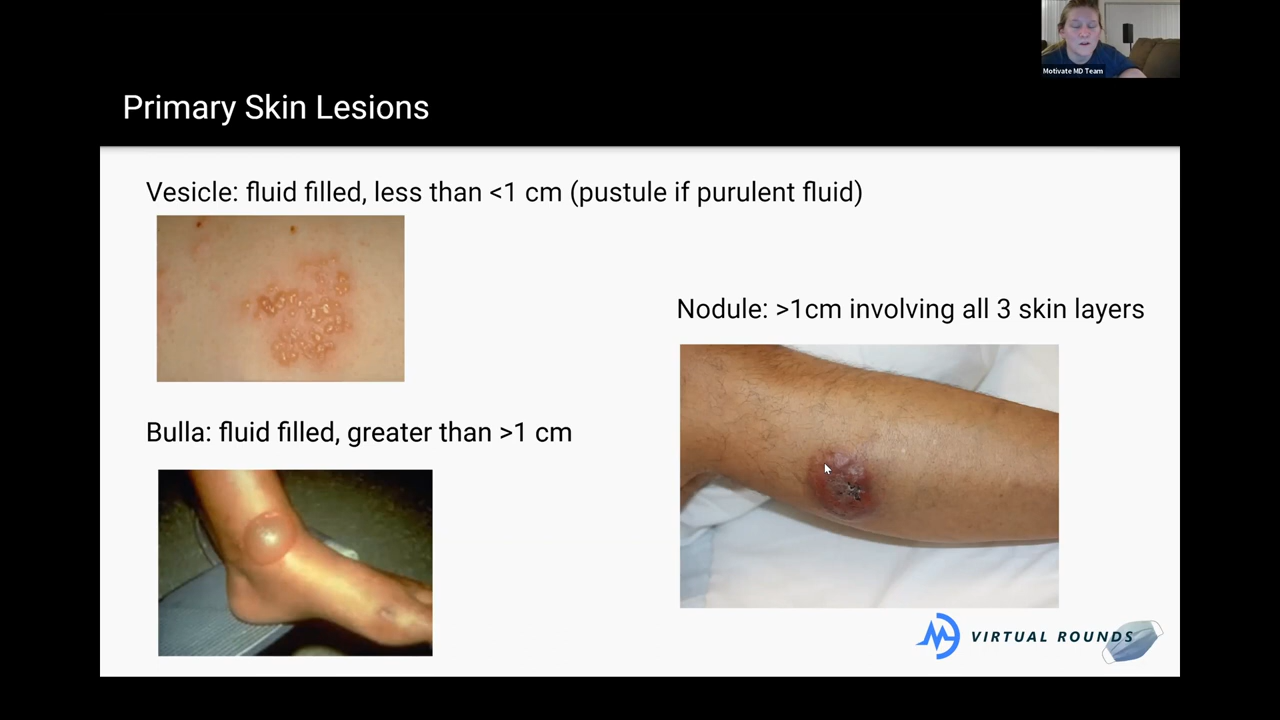 Motivate MD Team
Primary Skin Lesions
Vesicle: fluid filled, less than <1 cm (pustule if purulent fluid)
Nodule: >1cm involving all 3 skin layers
Bulla: fluid filled, greater than >1 cm
VIRTUAL ROUNDS